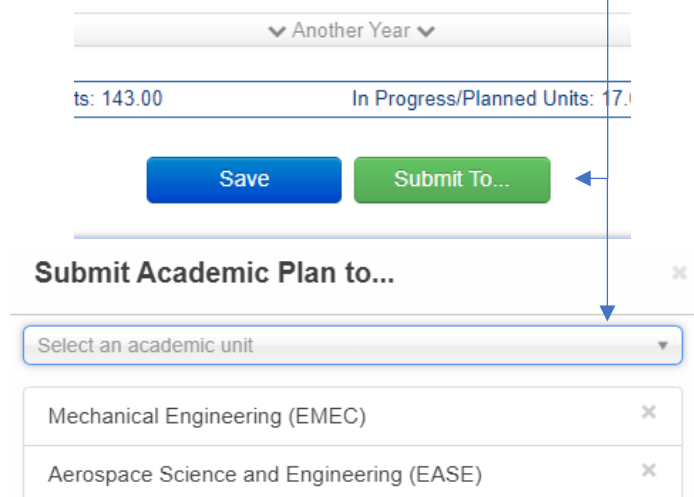 Another Year
ts: 143.00 In Progress/Planned Units: 17.
Save Submit To...
Submit Academic Plan to...
Select an academic unit
Mechanical Engineering (EMEC)
Aerospace Science and Engineering (EASE)